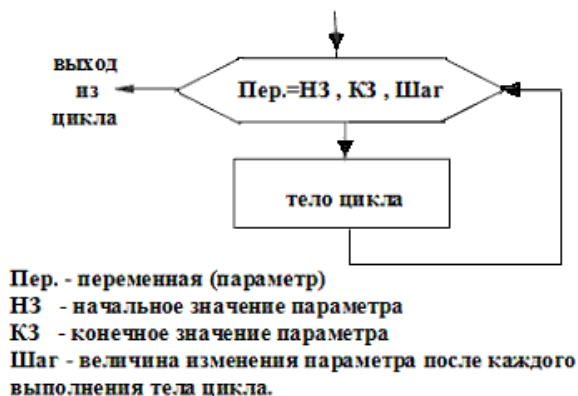 выход
из
цикла
Пер.=НЗ , КЗ , Шаг
тело цикла
Пер. - переменная (параметр)
НЗ - начальное значение параметра
КЗ - конечное значение параметра
Шаг - величина изменения параметра после каждого
выполнения тела цикла.